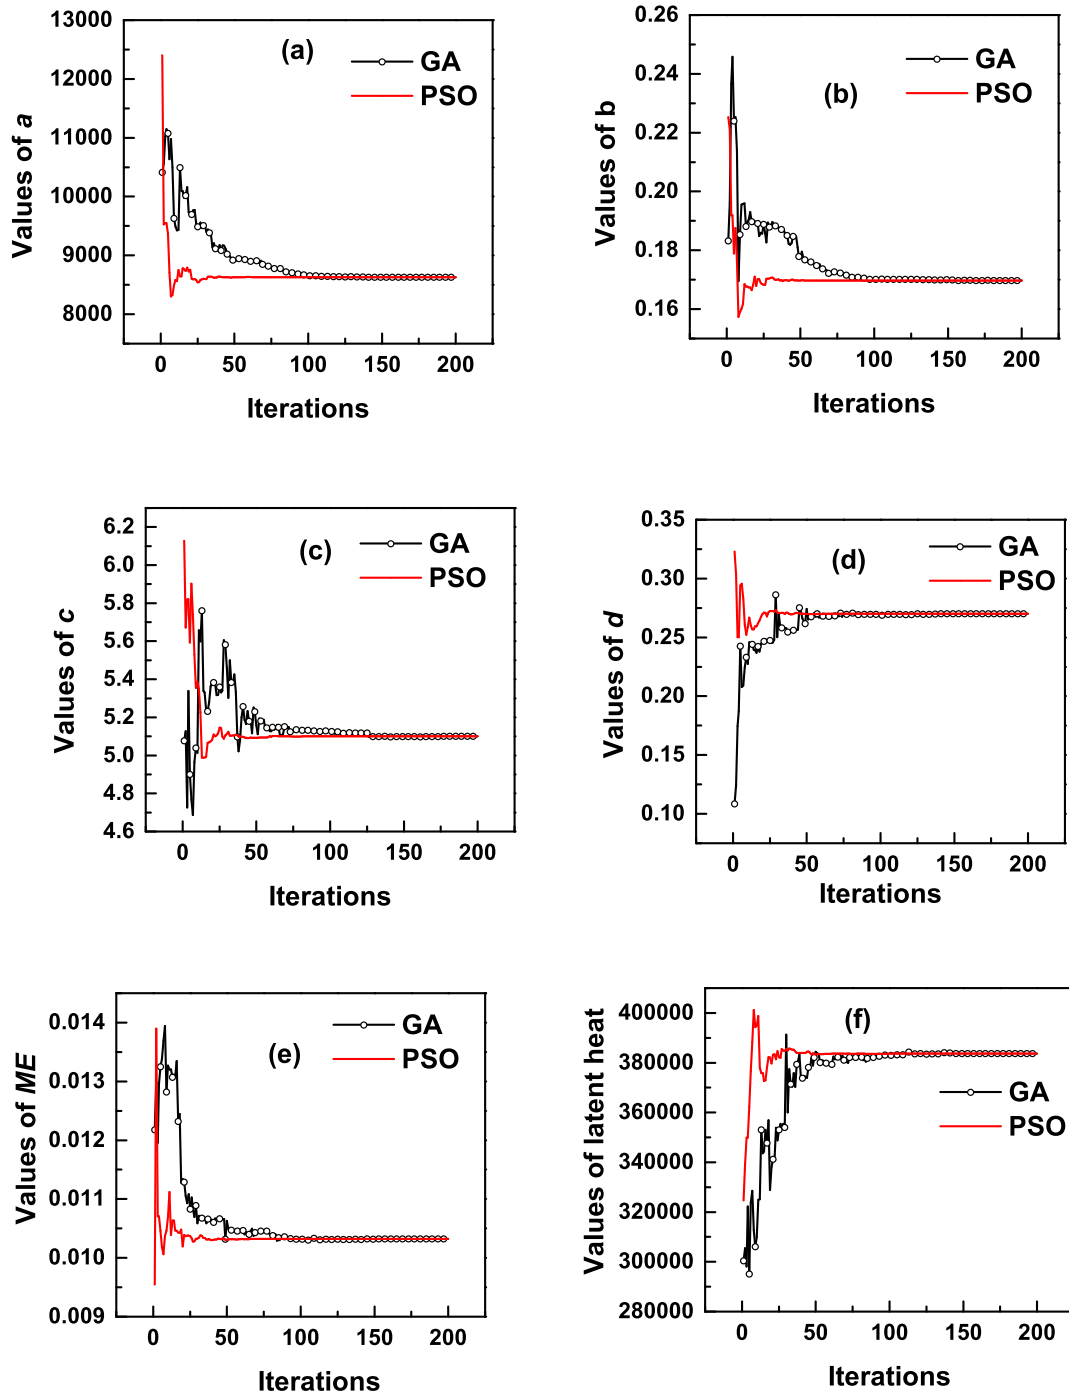 13000
12000
11000
10000
9000
8000
Values of a
(a)
GA
PSO
0 50 100 150 200
Iterations
0.26
0.24
0.22
0.20
0.18
0.16
Values of b
(b)
GA
PSO
0 50 100 150 200
Iterations
6.2
6.0
5.8
5.6
5.4
5.2
5.0
4.8
4.6
Values of c
(c)
GA
PSO
0 50 100 150 200
Iterations
0.35
0.30
0.25
0.20
0.15
0.10
Values of d
(d)
GA
PSO
0 50 100 150 200
Iterations
0.014
0.013
0.012
0.011
0.010
0.009
Values of ME
(e)
GA
PSO
0 50 100 150 200
Iterations
400000
380000
360000
340000
320000
300000
280000
Values of latent heat
(f)
GA
PSO
0 50 100 150 200
Iterations